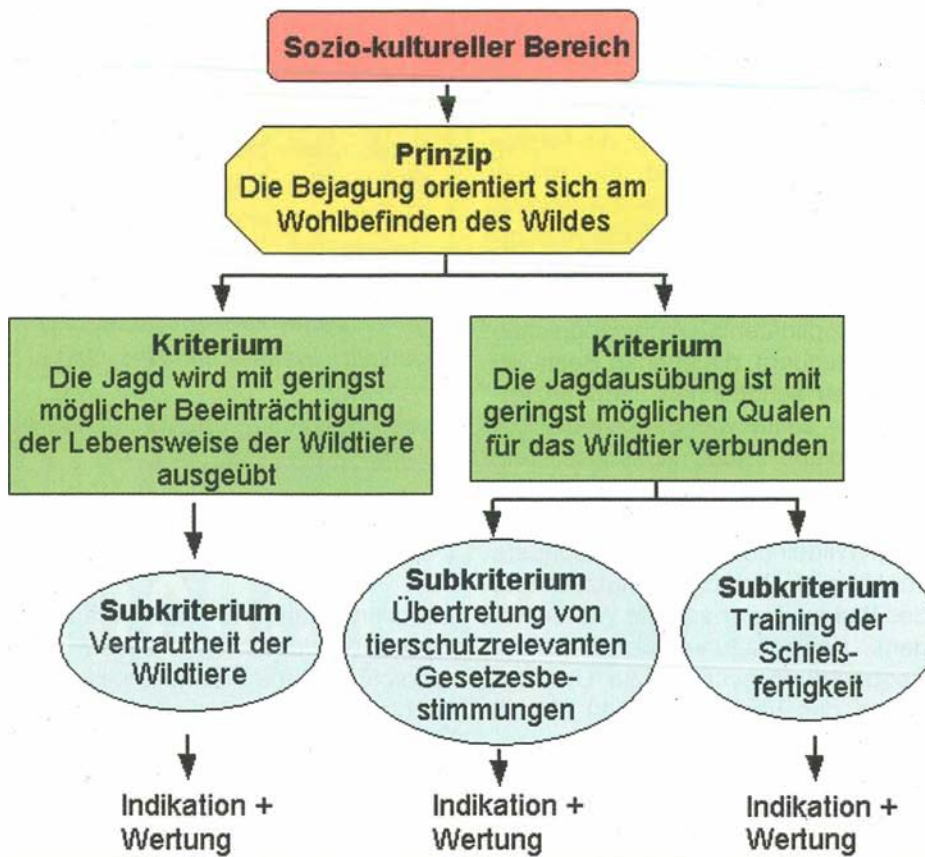 Sozio-kultureller Bereich
Prinzip
Die Bejagung orientiert sich am
Wohlbefinden des Wildes
Kriterium
Die Jagd wird mit geringst
möglicher Beeinträchtigung
der Lebensweise der Wildtiere
ausgeübt
Kriterium
Die Jagdausübung ist mit
geringst möglichen Qualen
für das Wildtier verbunden
Subkriterium
Vertrautheit der
Wildtiere
Subkriterium
Übertretung von
tierschutzrelevanten
Gesetzesbe-
stimmungen
Subkriterium
Training der
Schieß-
fertigkeit
Indikation +
Wertung
Indikation +
Wertung
Indikation +
Wertung